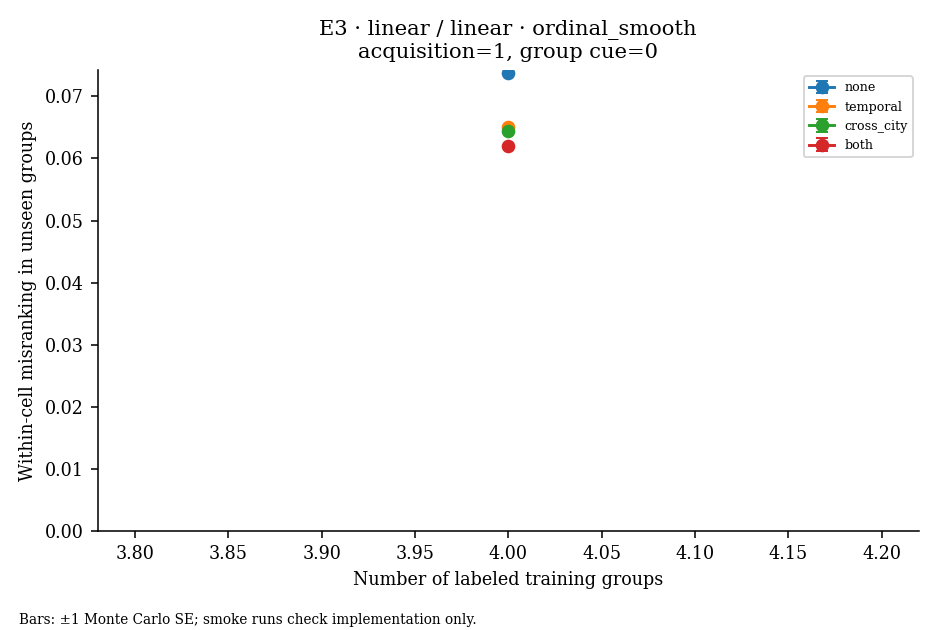 E3 · linear / linear · ordinal_smooth
acquisition=1, group cue=0
Within-cell misranking in unseen groups
0.07
0.06
0.05
0.04
0.03
0.02
0.01
0.00
none
temporal
cross_city
both
3.80 3.85 3.90 3.95 4.00 4.05 4.10 4.15 4.20
Number of labeled training groups
Bars: ±1 Monte Carlo SE; smoke runs check implementation only.